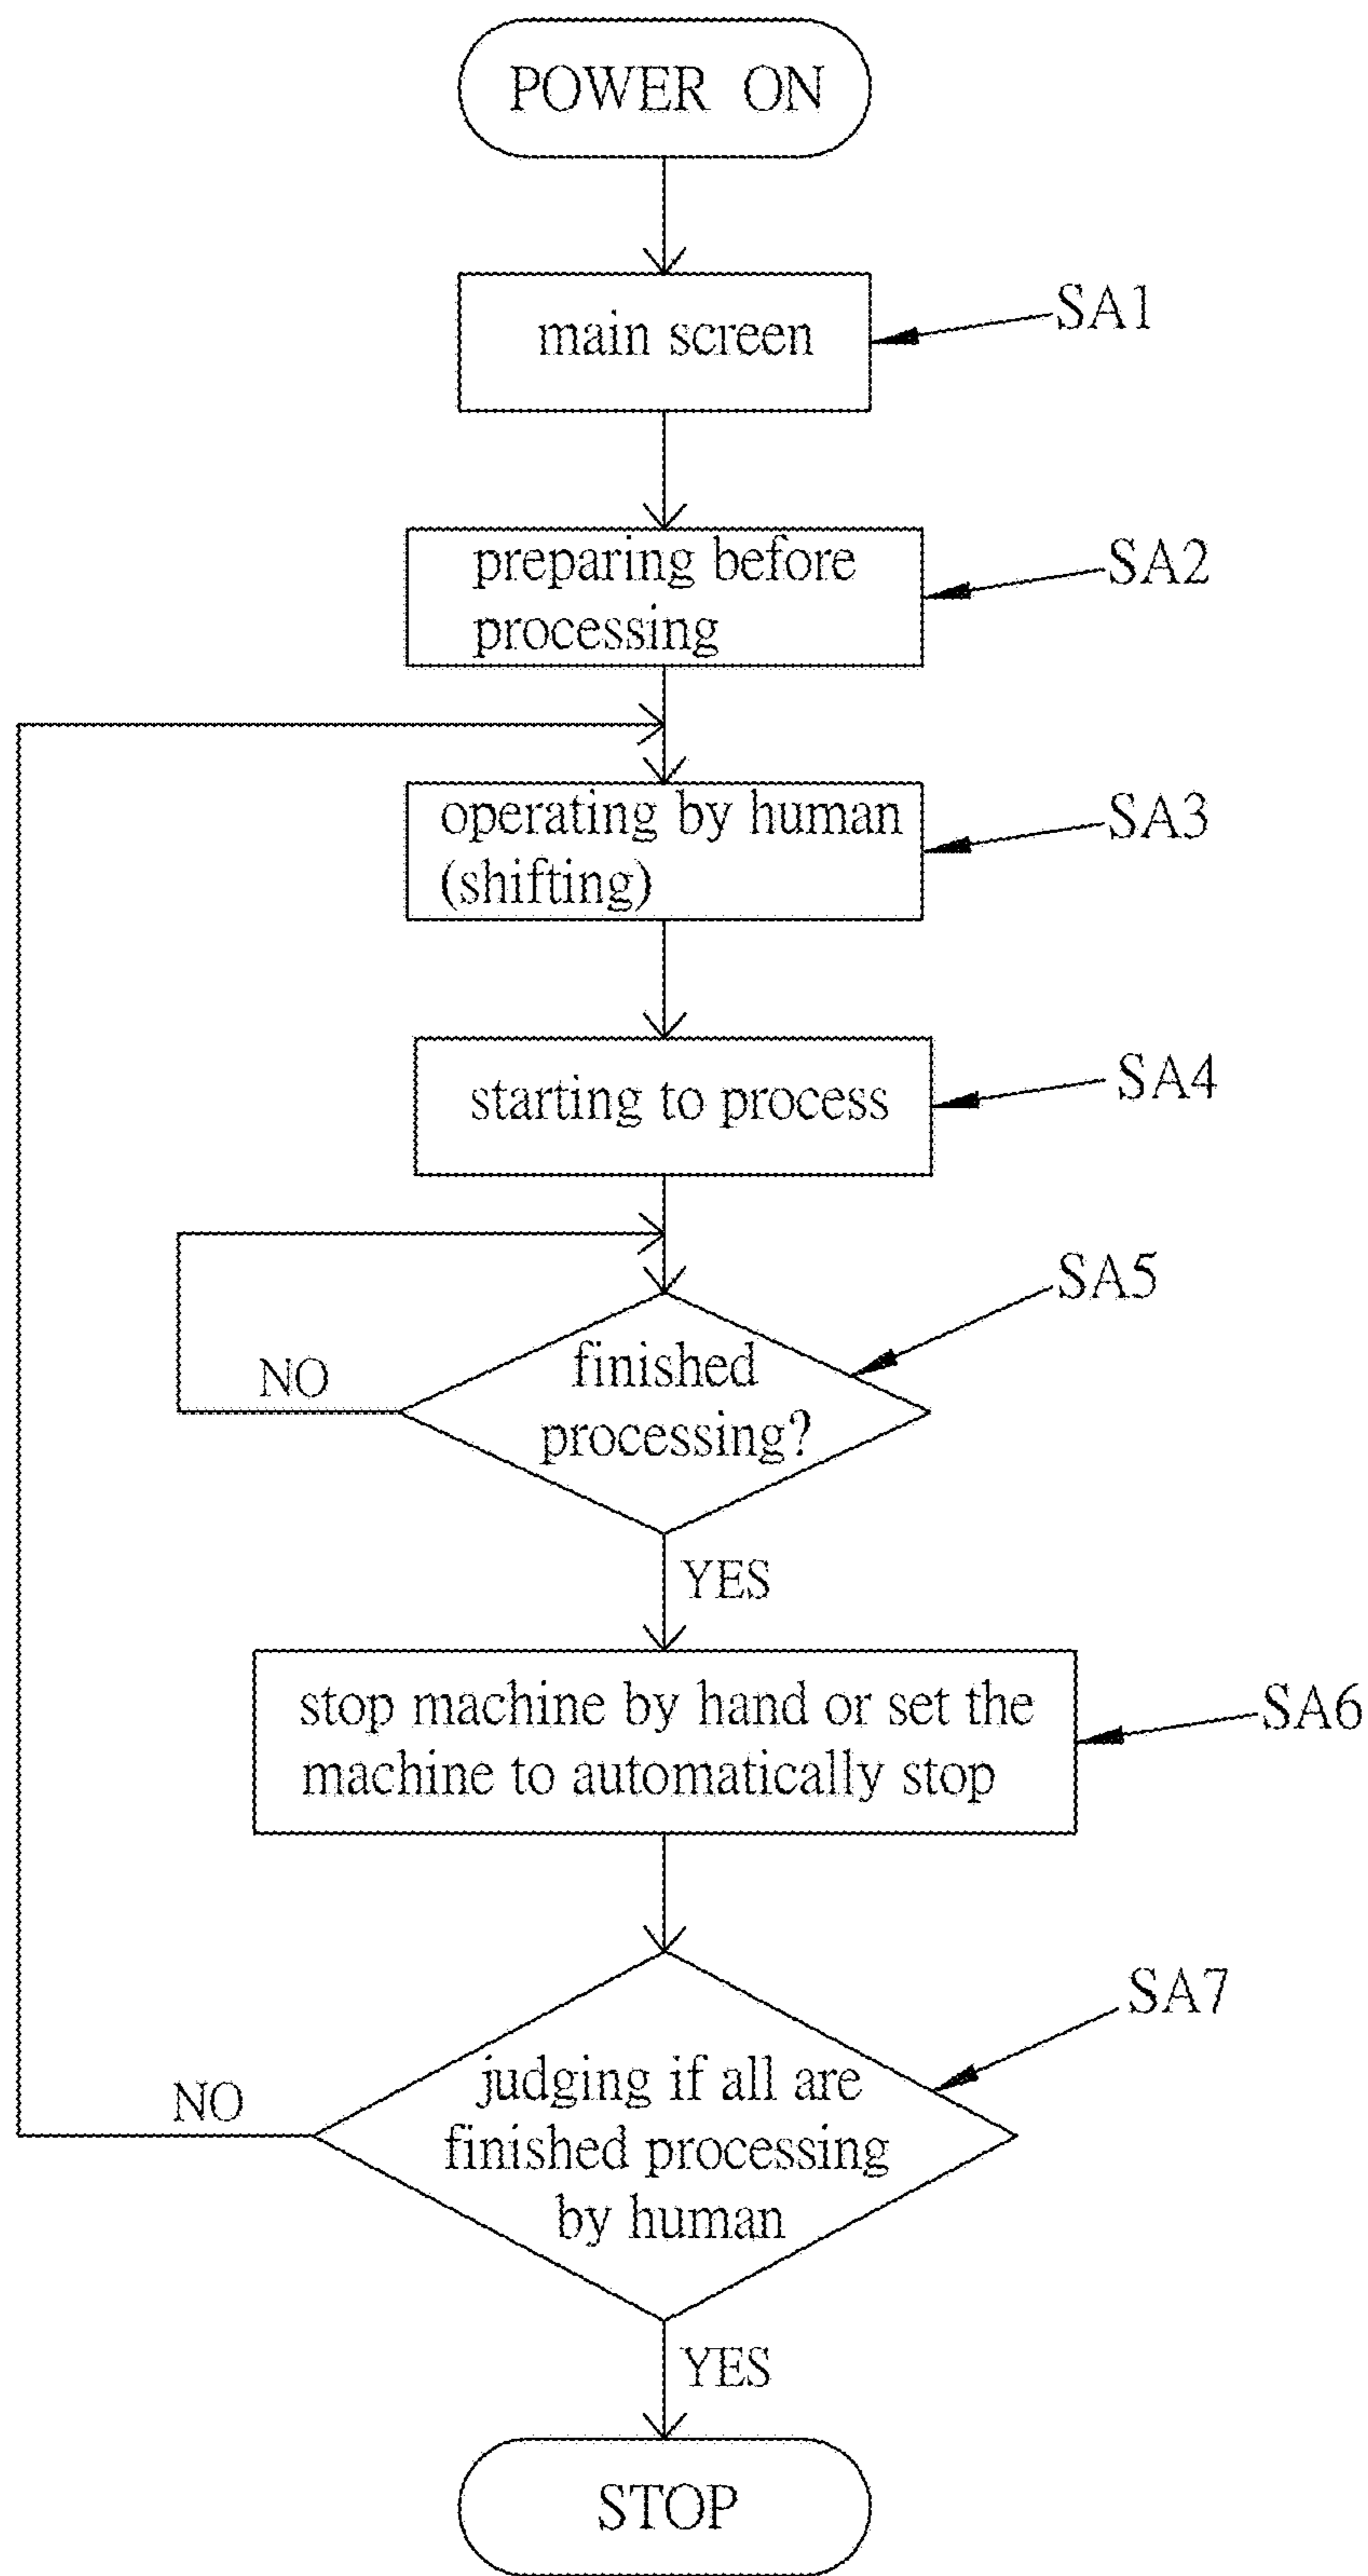 POWER ON
main screen
SA1
preparing before
processing
SA2
operating by human
(shifting)
SA3
starting to process
SA4
finished
processing?
SA5
NO
YES
stop machine by hand or set the
machine to automatically stop
SA6
judging if all are
finished processing
by human
SA7
NO
YES
STOP